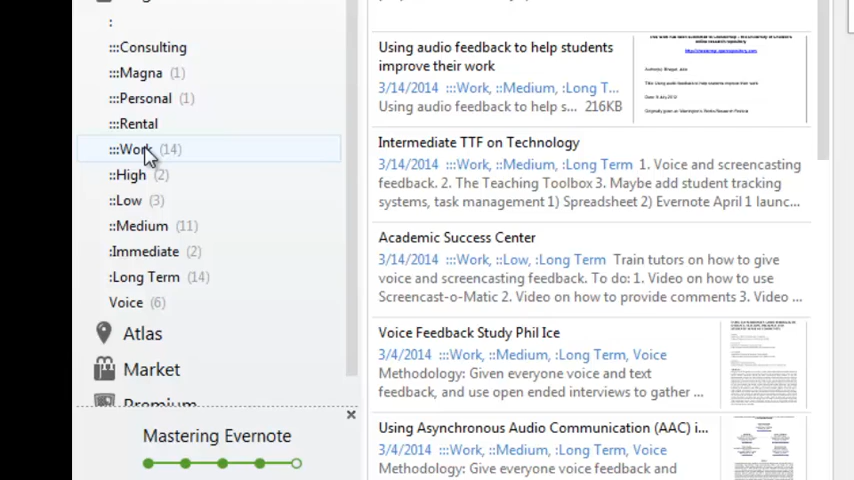 :
:::Consulting
:::Magna (1)
:::Personal (1)
:::Rental
:::Work (14)
::High (2)
::Low (3)
::Medium (11)
:Immediate (2)
:Long Term (14)
Voice (6)
Atlas
Market
Premium
Mastering Evernote
Using audio feedback to help students
improve their work
3/14/2014 :::Work, ::Medium, :Long T...
Using audio feedback to help s... 216KB
Intermediate TTF on Technology
3/14/2014 :::Work, ::Medium, :Long Term 1. Voice and screencasting
feedback. 2. The Teaching Toolbox 3. Maybe add student tracking
systems, task management 1) Spreadsheet 2) Evernote April 1 launc...
Academic Success Center
3/14/2014 :::Work, ::Low, :Long Term Train tutors on how to give
voice and screencasting feedback. To do: 1. Video on how to use
Screencast-o-Matic 2. Video on how to provide comments 3. Video ...
Voice Feedback Study Phil Ice
3/4/2014 :::Work, ::Medium, :Long Term, Voice
Methodology: Given everyone voice and text
feedback, and use open ended interviews to gather ...
Using Asynchronous Audio Communication (AAC) i...
3/4/2014 :::Work, ::Medium, :Long Term, Voice
Methodology: Give everyone voice feedback and